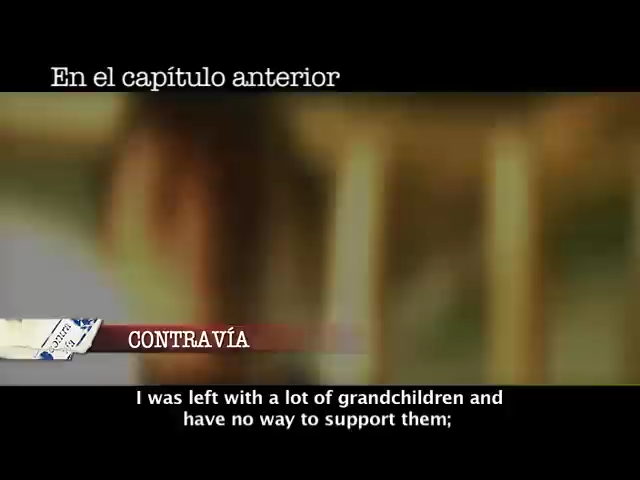 En el capítulo anterior
CONTRAVÍA
I was left with a lot of grandchildren and
have no way to support them;